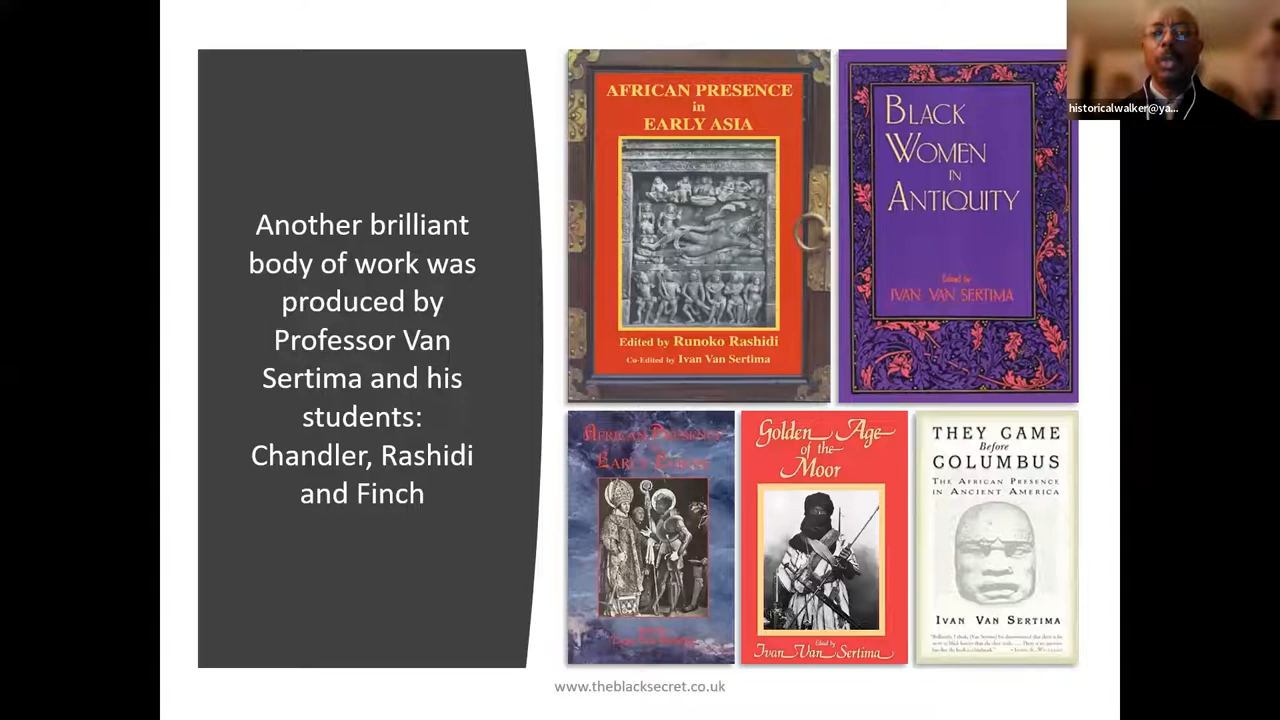 Another brilliant
body of work was
produced by
Professor Van
Sertima and his
students:
Chandler, Rashidi
and Finch
AFRICAN PRESENCE
in
EARLY ASIA
Edited by Runoko Rashidi
Co-Edited by Ivan Van Sertima
BLACK
WOMEN
IN
ANTIQUITY
Edited by
IVAN VAN SERTIMA
historicalwalker@ya...
AFRICAN PRESENCE
EARLY
Golden Age
of the
Moor
Edited by
Ivan Van Sertima
THEY CAME
Before
COLUMBUS
THE AFRICAN PRESENCE
IN ANCIENT AMERICA
IVAN VAN SERTIMA
www.theblacksecret.co.uk